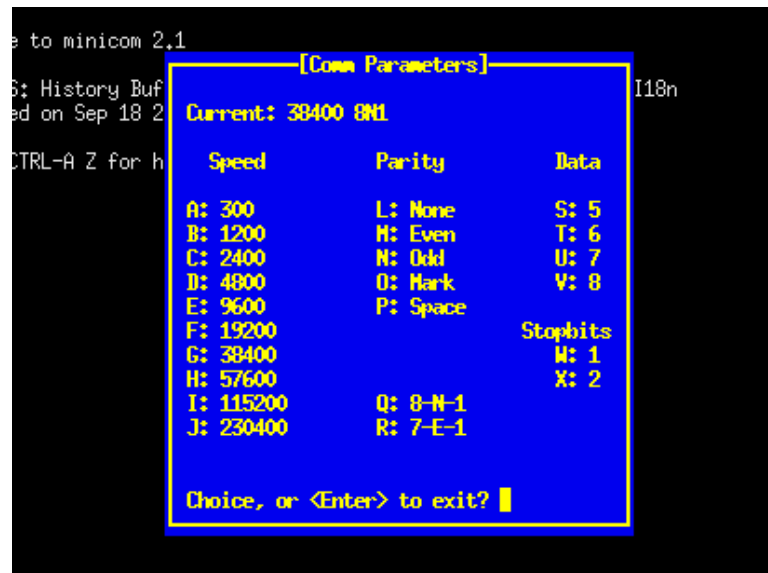 e to minicom 2.1
[Comm Parameters]
S: History Buf I18n
ed on Sep 18 2
Current: 38400 8N1
CTRL-A Z for h
Speed Parity Data
A: 300 L: None S: 5
B: 1200 M: Even T: 6
C: 2400 N: Odd U: 7
D: 4800 O: Mark V: 8
E: 9600 P: Space
F: 19200 Stopbits
G: 38400 W: 1
H: 57600 X: 2
I: 115200 Q: 8-N-1
J: 230400 R: 7-E-1
Choice, or <Enter> to exit?